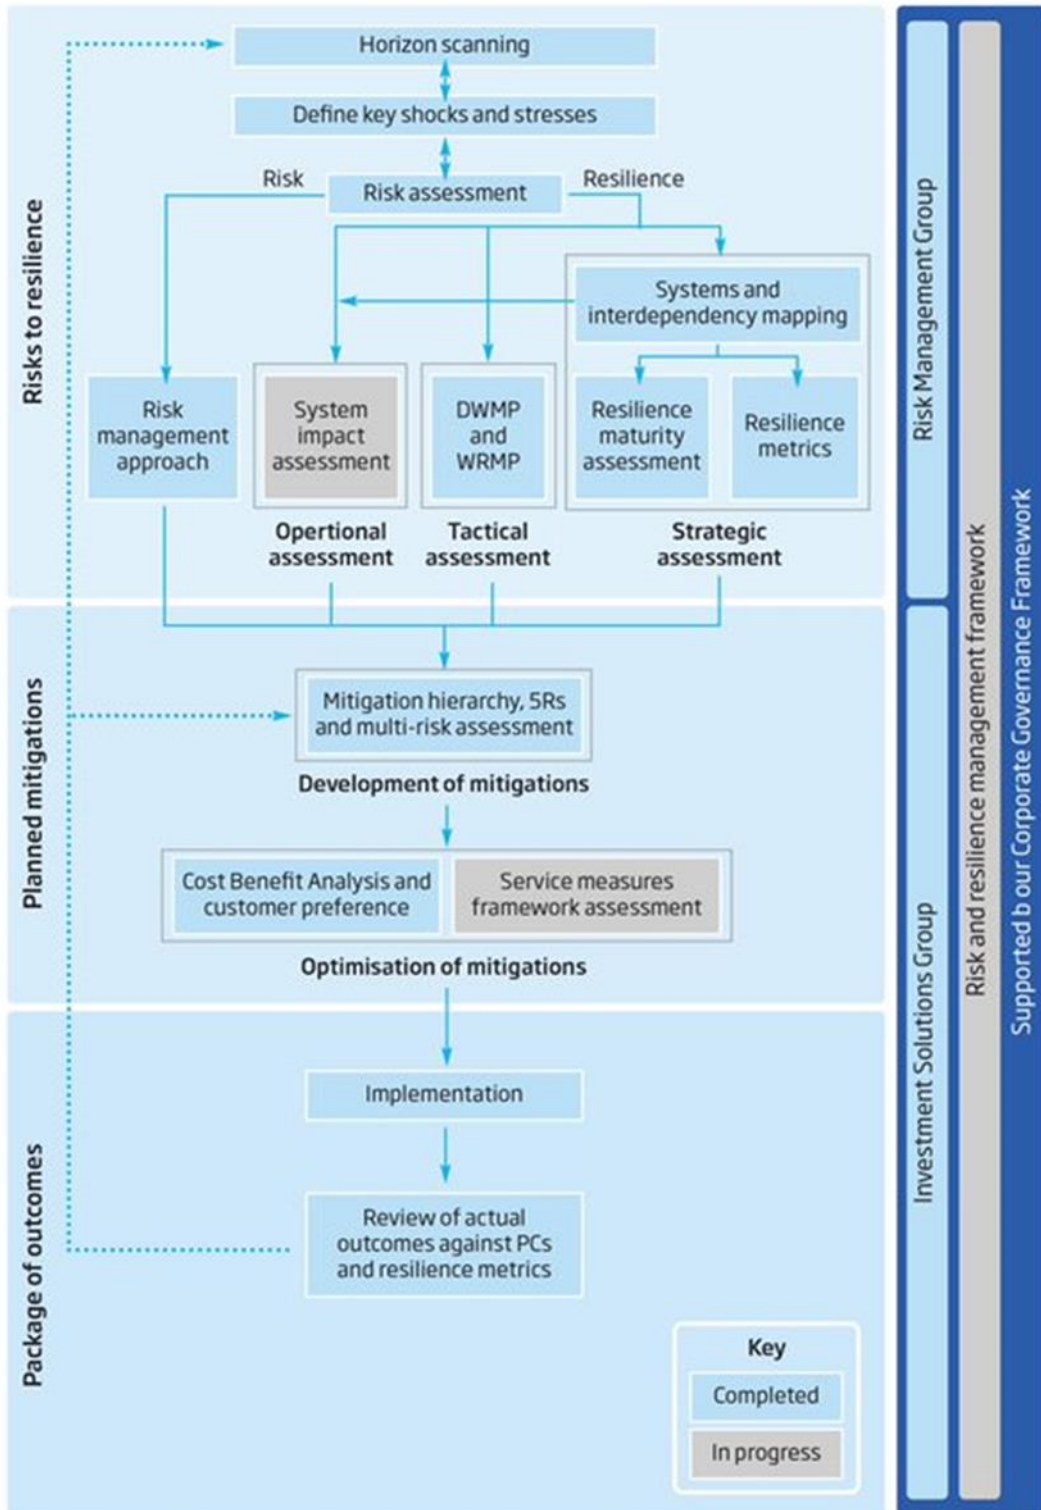 Horizon scanning
Define key shocks and stresses
Risk
Risk assessment
Resilience
Systems and
interdependency mapping
Risk
management
approach
System
impact
assessment
DWMP
and
WRMP
Resilience
maturity
assessment
Resilience
metrics
Opertional
assessment
Tactical
assessment
Strategic
assessment
Risks to resilience
Mitigation hierarchy, 5Rs
and multi-risk assessment
Development of mitigations
Cost Benefit Analysis and
customer preference
Service measures
framework assessment
Optimisation of mitigations
Planned mitigations
Implementation
Review of actual
outcomes against PCs
and resilience metrics
Package of outcomes
Key
Completed
In progress
Risk Management Group
Investment Solutions Group
Risk and resilience management framework
Supported b our Corporate Governance Framework